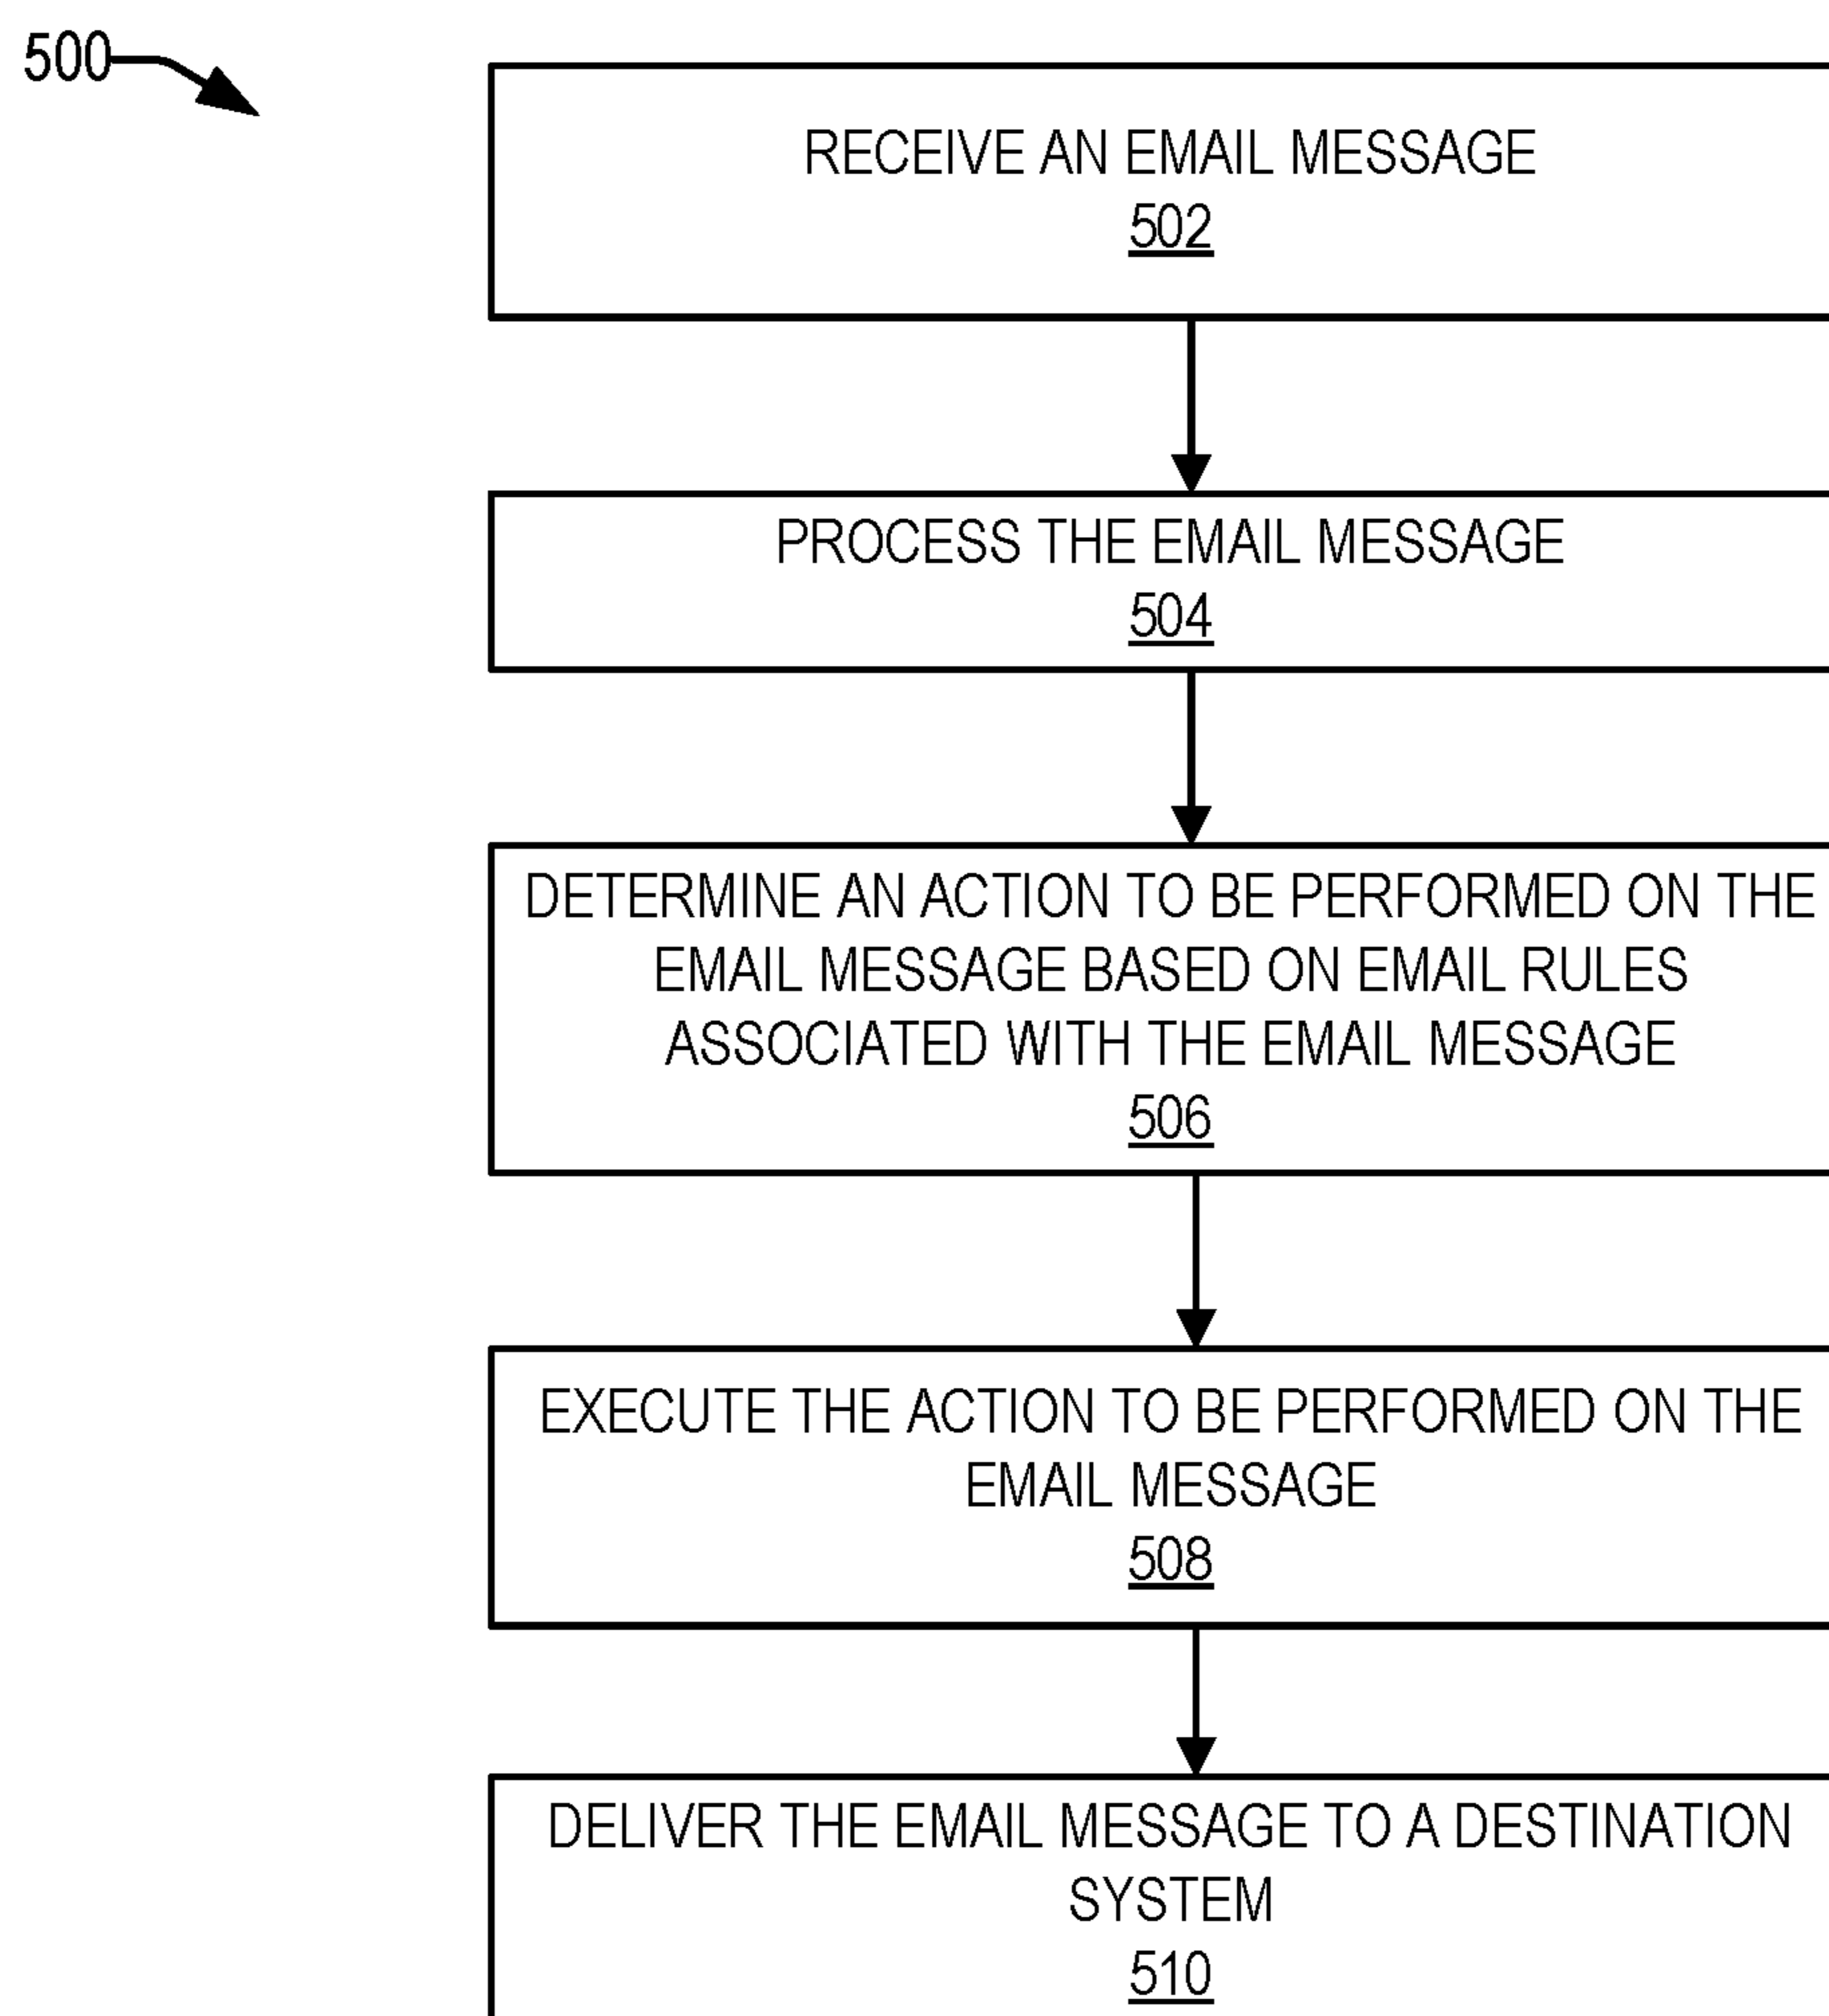 500
RECEIVE AN EMAIL MESSAGE
502
PROCESS THE EMAIL MESSAGE
504
DETERMINE AN ACTION TO BE PERFORMED ON THE
EMAIL MESSAGE BASED ON EMAIL RULES
ASSOCIATED WITH THE EMAIL MESSAGE
506
EXECUTE THE ACTION TO BE PERFORMED ON THE
EMAIL MESSAGE
508
DELIVER THE EMAIL MESSAGE TO A DESTINATION
SYSTEM
510